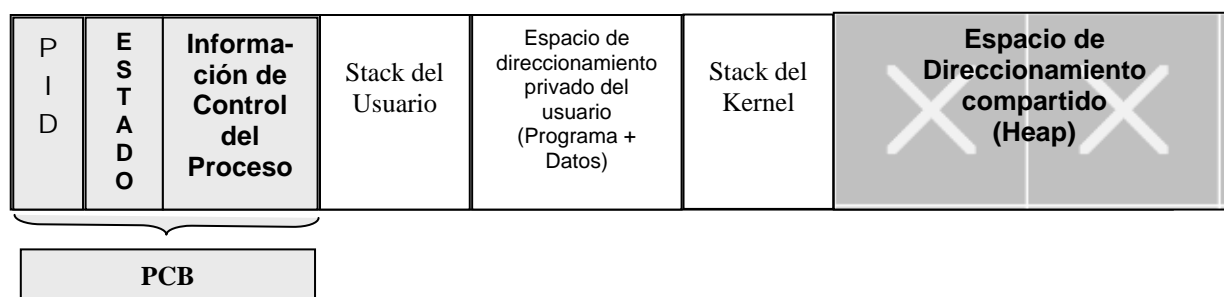 P
I
D
E
S
T
A
D
O
Informa-
ción de
Control
del
Proceso
Stack del
Usuario
Espacio de
direccionamiento
privado del
usuario
(Programa +
Datos)
Stack del
Kernel
Espacio de
Direccionamiento
compartido
(Heap)
PCB